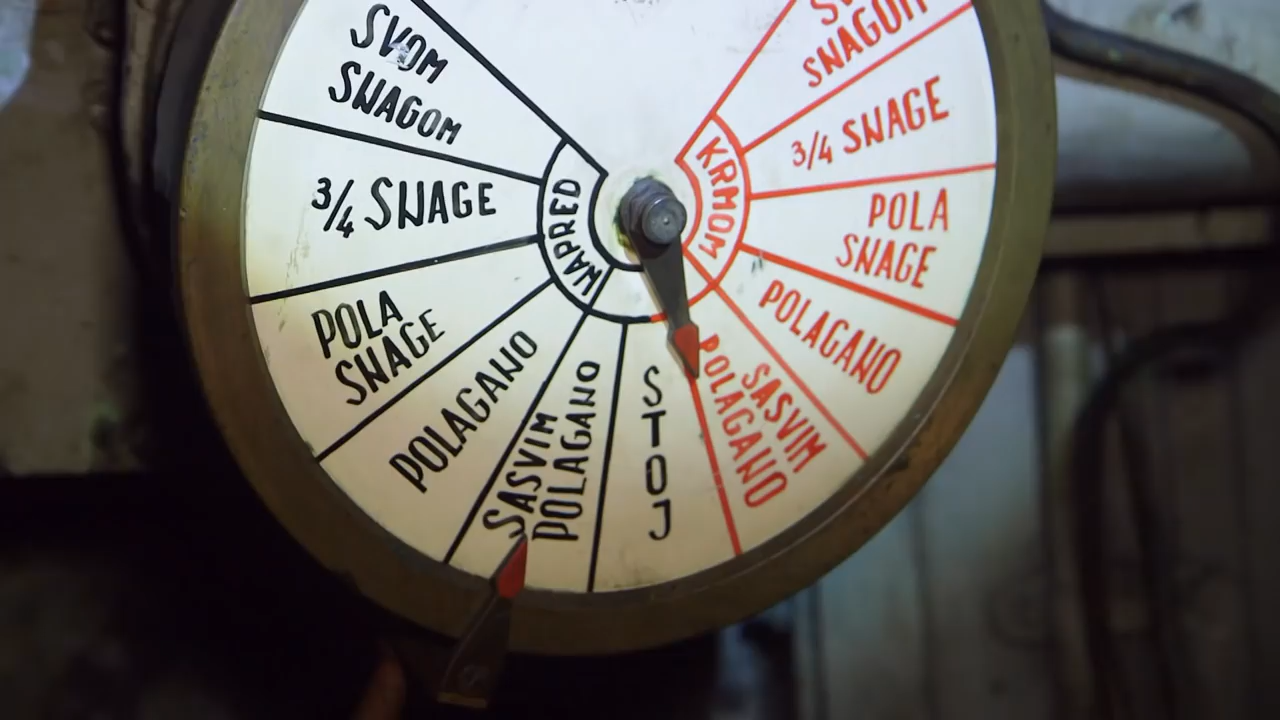 SVOM
SNAGOM
3/4 SNAGE
POLA
SNAGE
POLAGANO
SASVIM
POLAGANO
NAPRED
STOJ
KRMOM
SNAGOM
3/4 SNAGE
POLA
SNAGE
POLAGANO
SASVIM
POLAGANO